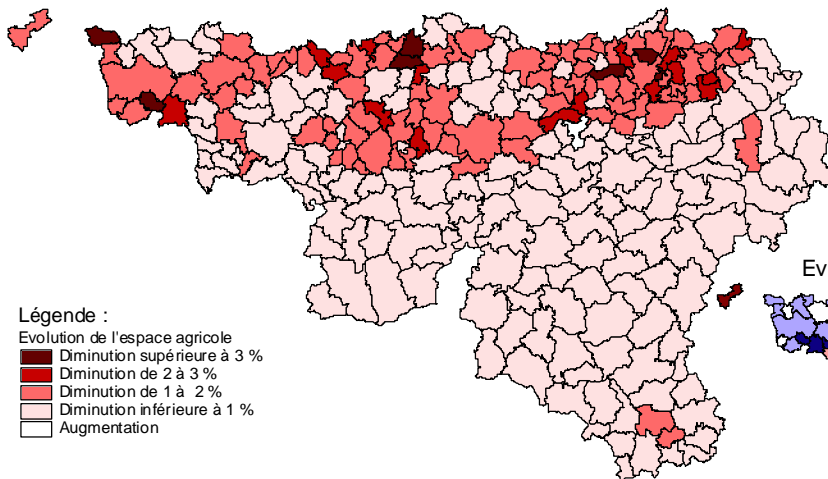 Ev
Légende :
Evolution de l'espace agricole
Diminution supérieure à 3 %
Diminution de 2 à 3 %
Diminution de 1 à 2 %
Diminution inférieure à 1 %
Augmentation